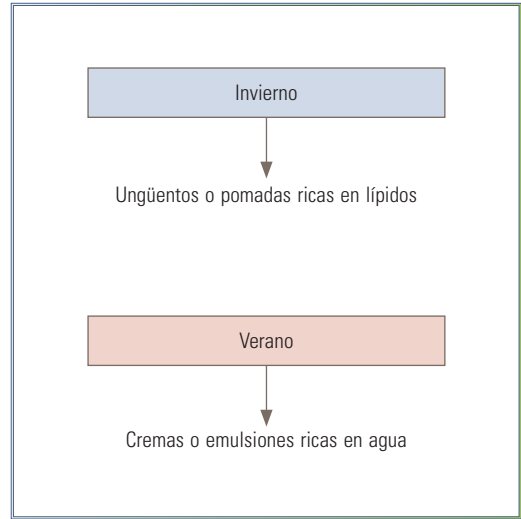 Invierno
Ungüentos o pomadas ricas en lípidos
Verano
Cremas o emulsiones ricas en agua